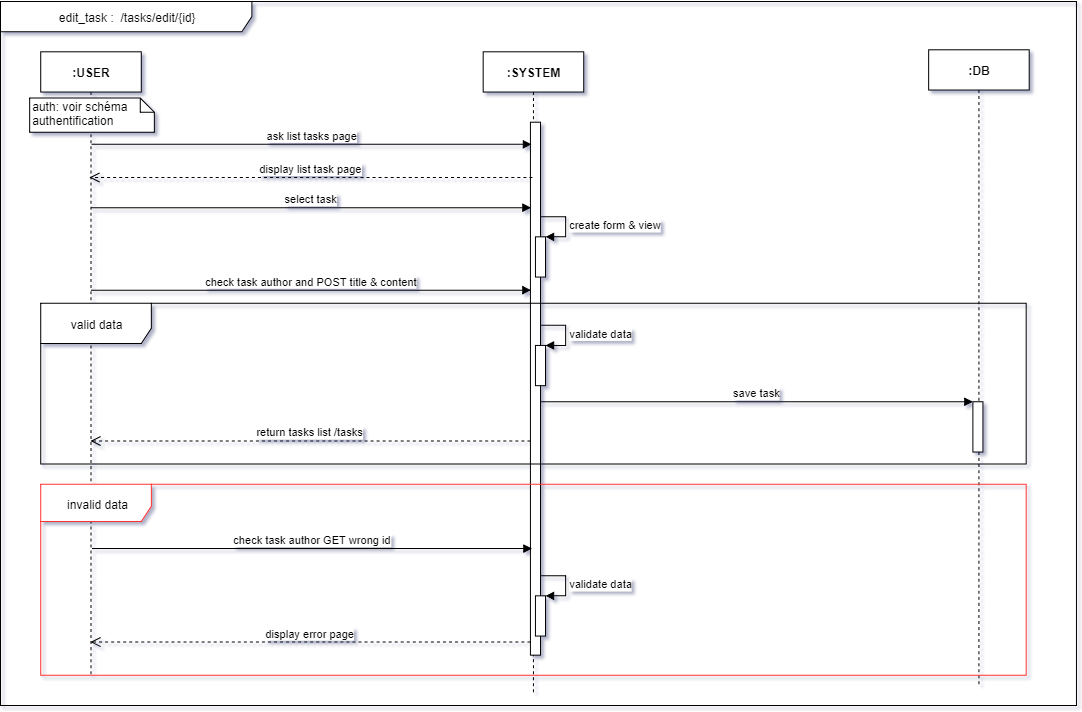 edit_task : /tasks/edit/{id}
:USER
:SYSTEM
:DB
auth: voir schéma
authentification
ask list tasks page
display list task page
select task
create form & view
check task author and POST title & content
valid data
validate data
save task
return tasks list /tasks
invalid data
check task author GET wrong id
validate data
display error page